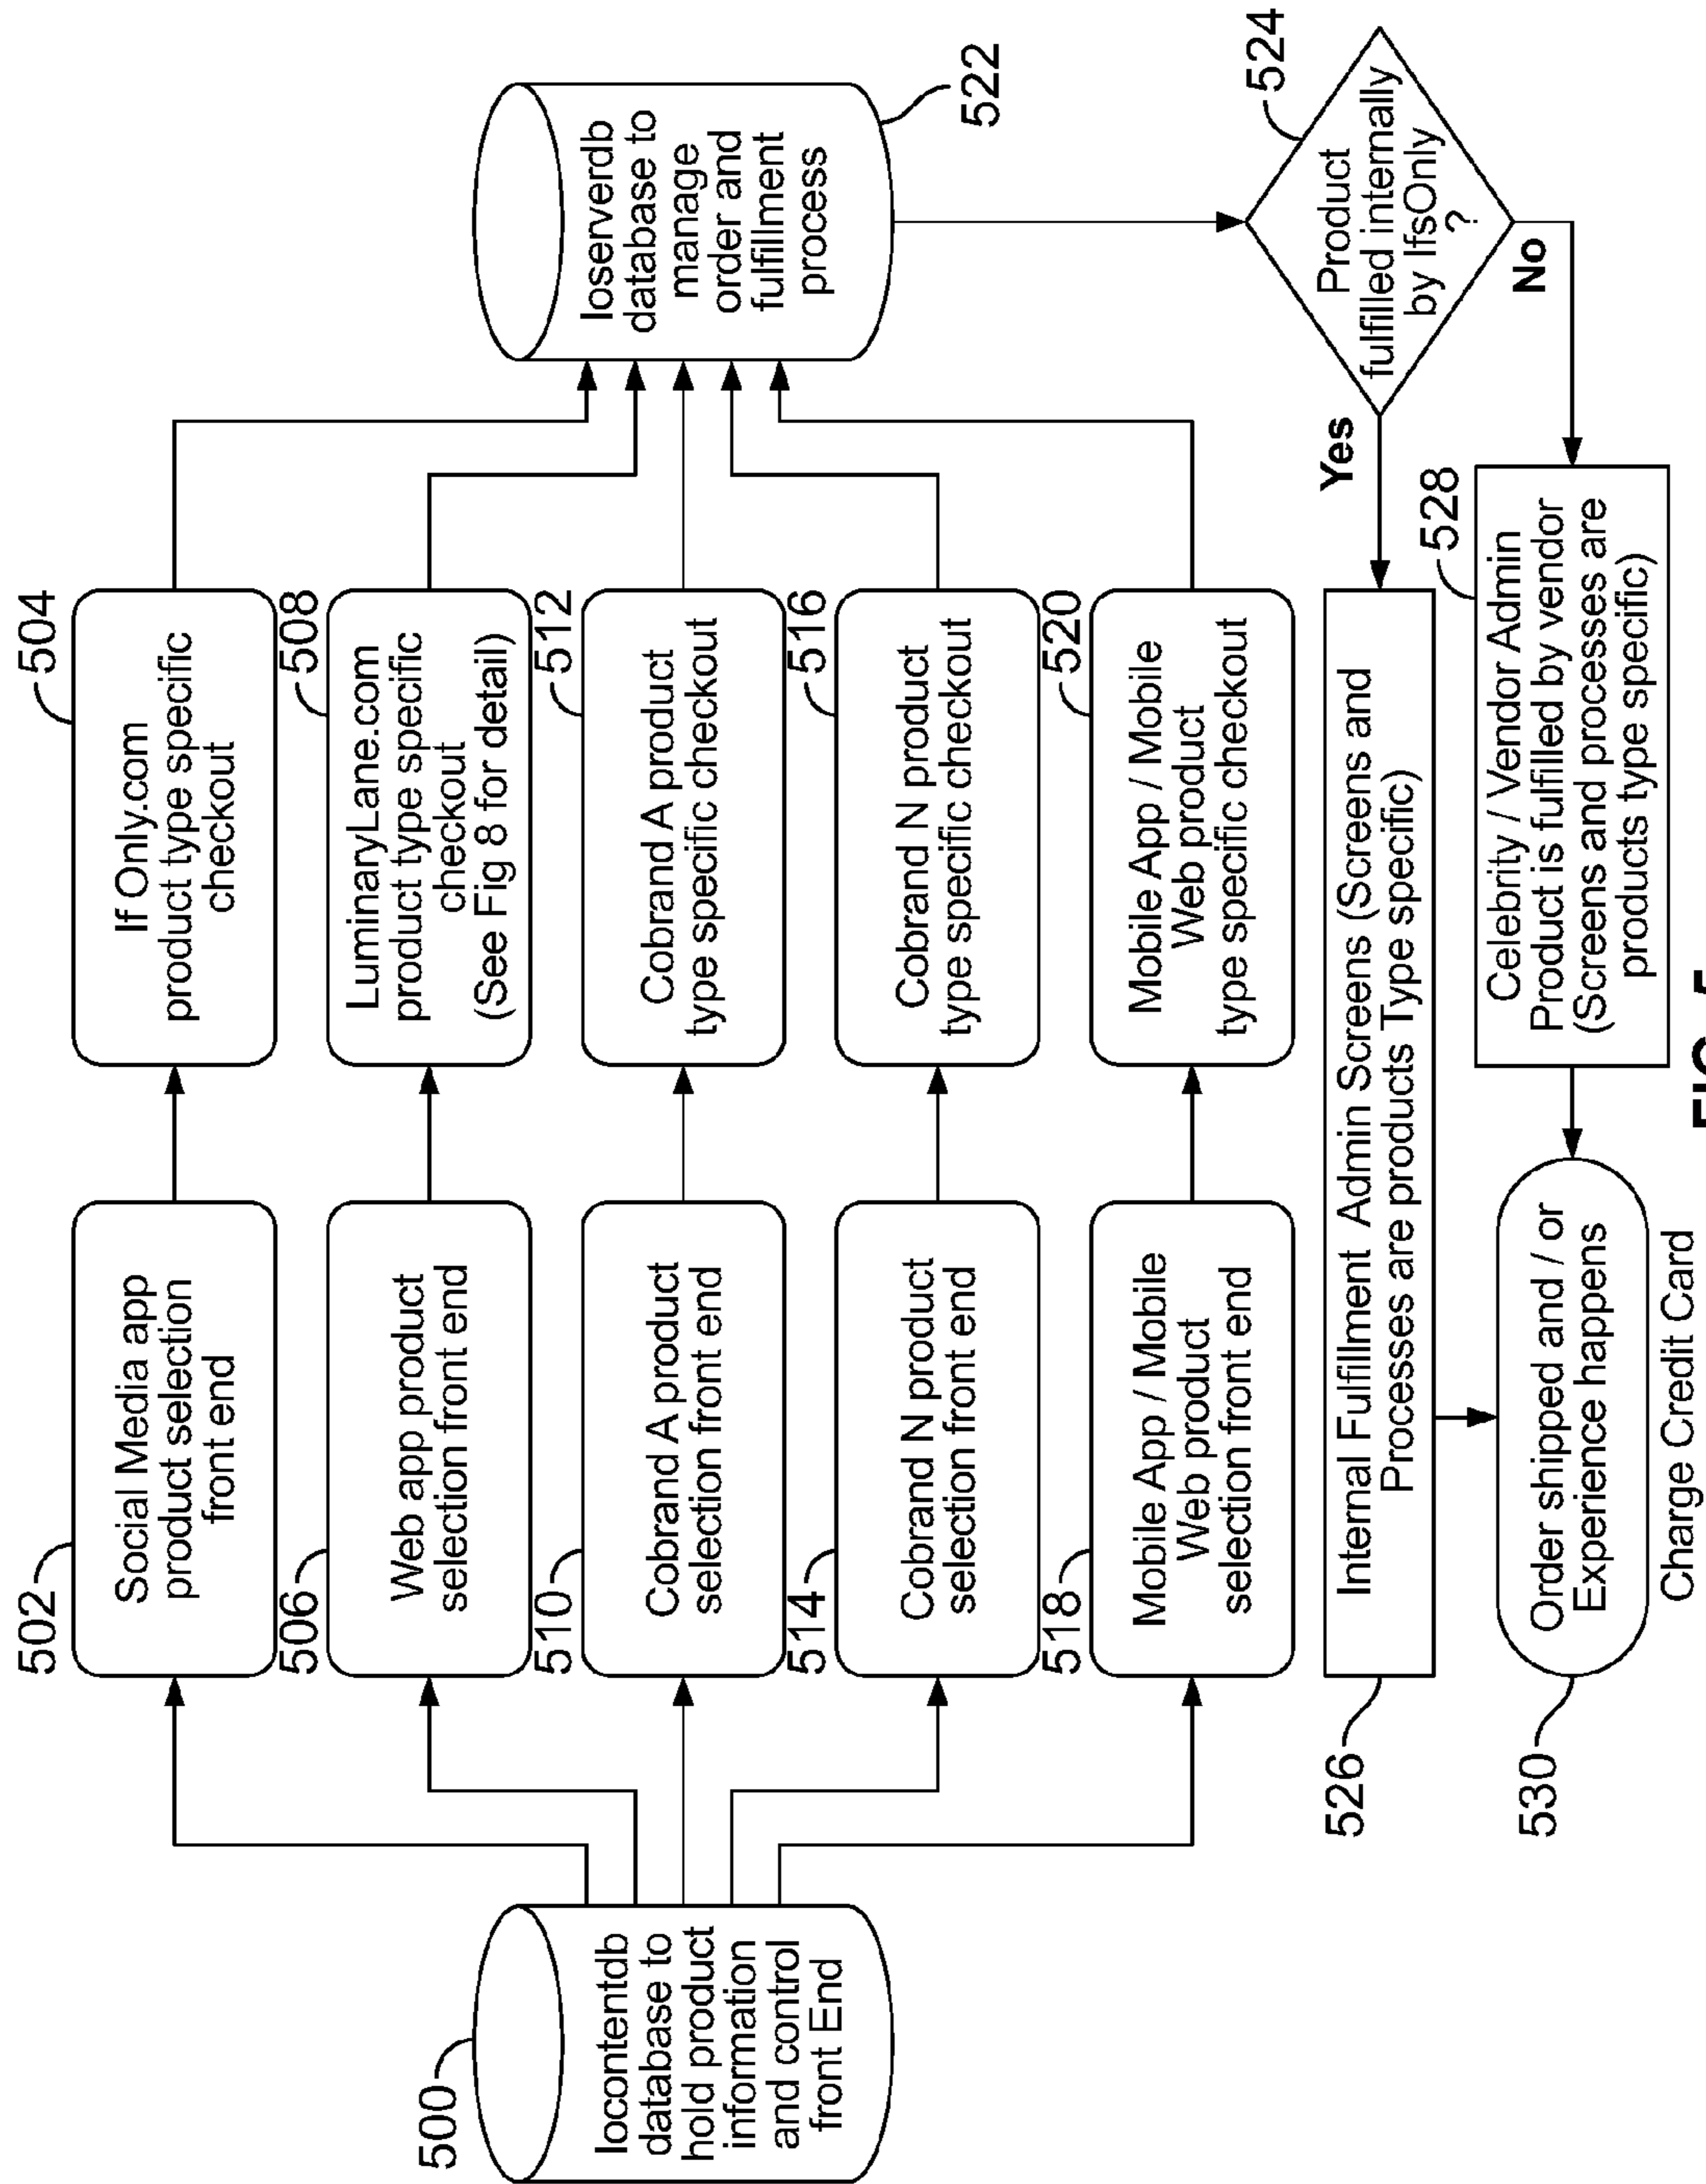 500
Iocontentdb
database to
hold product
information
and control
front End
502
Social Media app
product selection
front end
504
If Only.com
product type specific
checkout
506
Web app product
selection front end
508
LuminaryLane.com
product type specific
checkout
(See Fig 8 for detail)
510
Cobrand A product
selection front end
512
Cobrand A product
type specific checkout
514
Cobrand N product
selection front end
516
Cobrand N product
type specific checkout
518
Mobile App / Mobile
Web product
selection front end
520
Mobile App / Mobile
Web product
type specific checkout
Ioserverdb
database to
manage
order and
fulfillment
process
522
524
Product
fulfilled internally
by IfsOnly
?
Yes
No
526
Internal Fulfillment Admin Screens (Screens and
Processes are products Type specific)
528
Celebrity / Vendor Admin
Product is fulfilled by vendor
(Screens and processes are
products type specific)
530
Order shipped and / or
Experience happens
Charge Credit Card
FIG. 5